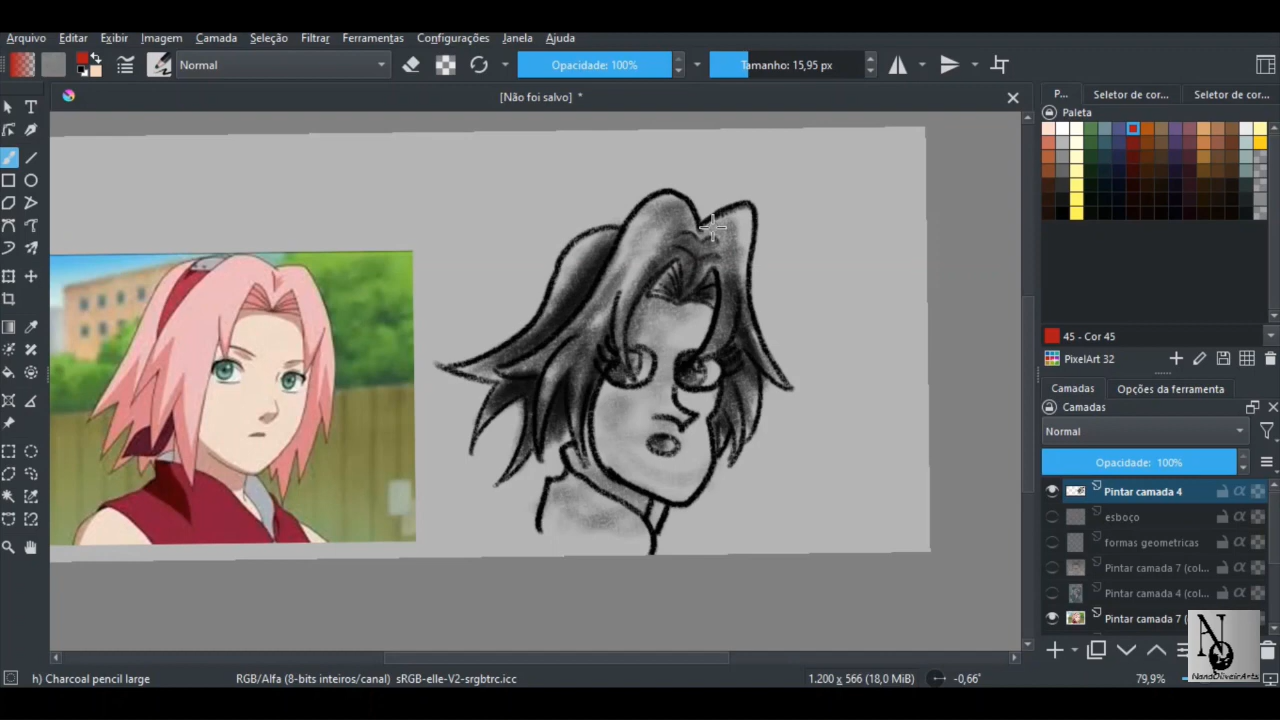 Arquivo Editar Exibir Imagem Camada Seleção Filtrar Ferramentas Configurações Janela Ajuda
Normal Opacidade: 100% Tamanho: 15,95 px
[Não foi salvo] *
P... Seletor de cor... Seletor de cor...
Paleta
45 - Cor 45
PixelArt 32
Camadas Opções da ferramenta
Camadas
Normal
Opacidade: 100%
Pintar camada 4
esboço
formas geometricas
Pintar camada 7 (col...
Pintar camada 4 (col...
Pintar camada 7 (
NanaOliveirArts
h) Charcoal pencil large RGB/Alfa (8-bits inteiros/canal) sRGB-elle-V2-srgbtrc.icc 1.200 x 566 (18,0 MiB) -0,66° 79,9%